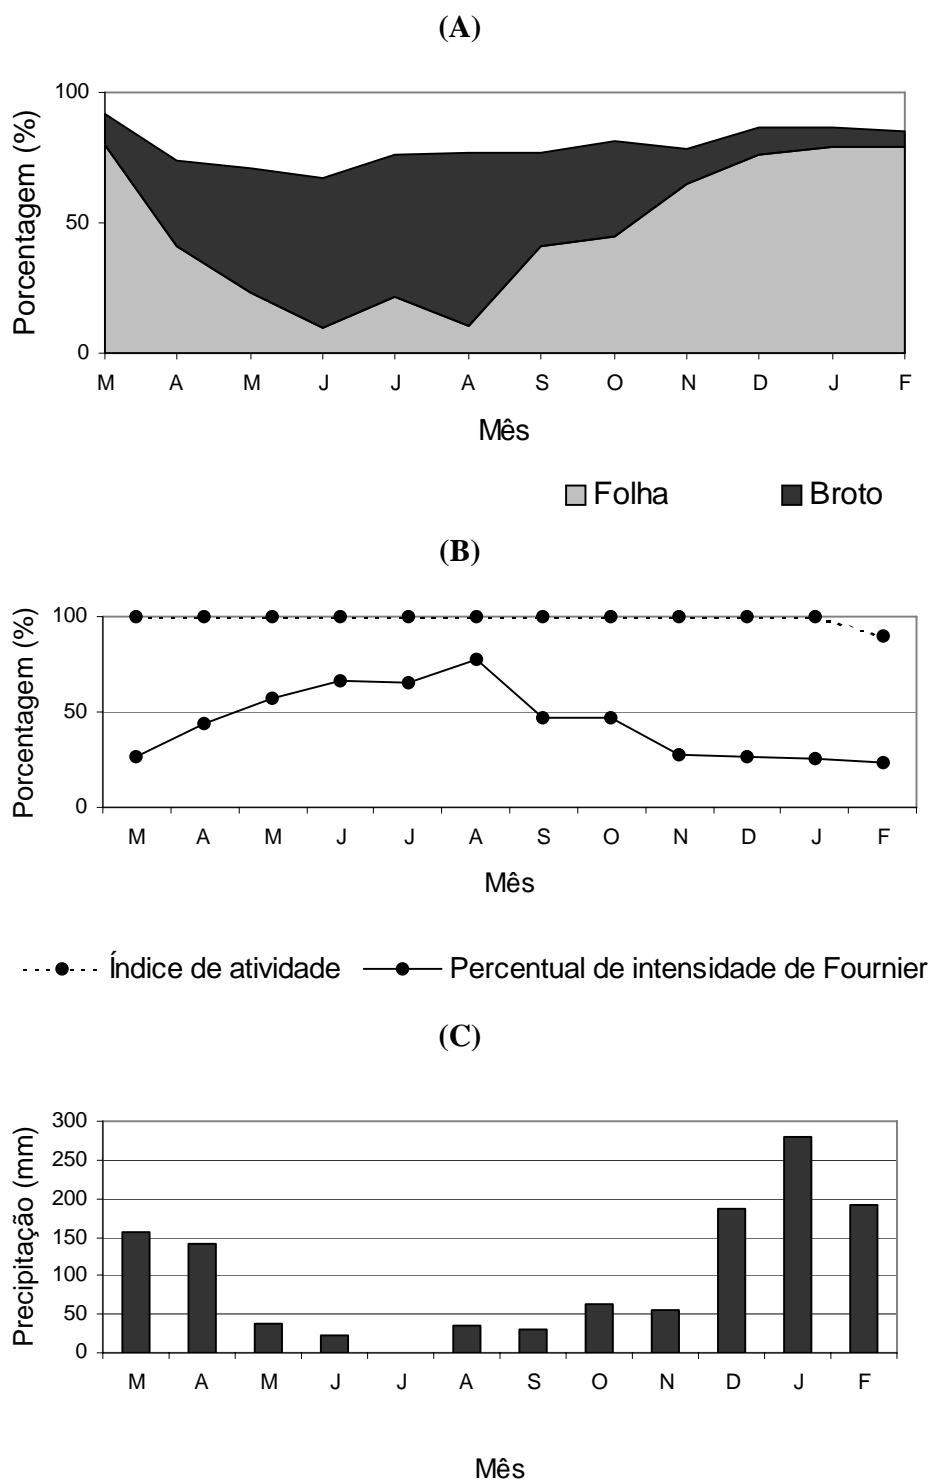 (A)
Porcentagem (%)
100
50
0
M A M J J A S O N D J F
Mês
Folha Broto
(B)
Porcentagem (%)
100
50
0
M A M J J A S O N D J F
Mês
Índice de atividade Percentual de intensidade de Fournier
(C)
Precipitação (mm)
300
250
200
150
100
50
0
M A M J J A S O N D J F
Mês